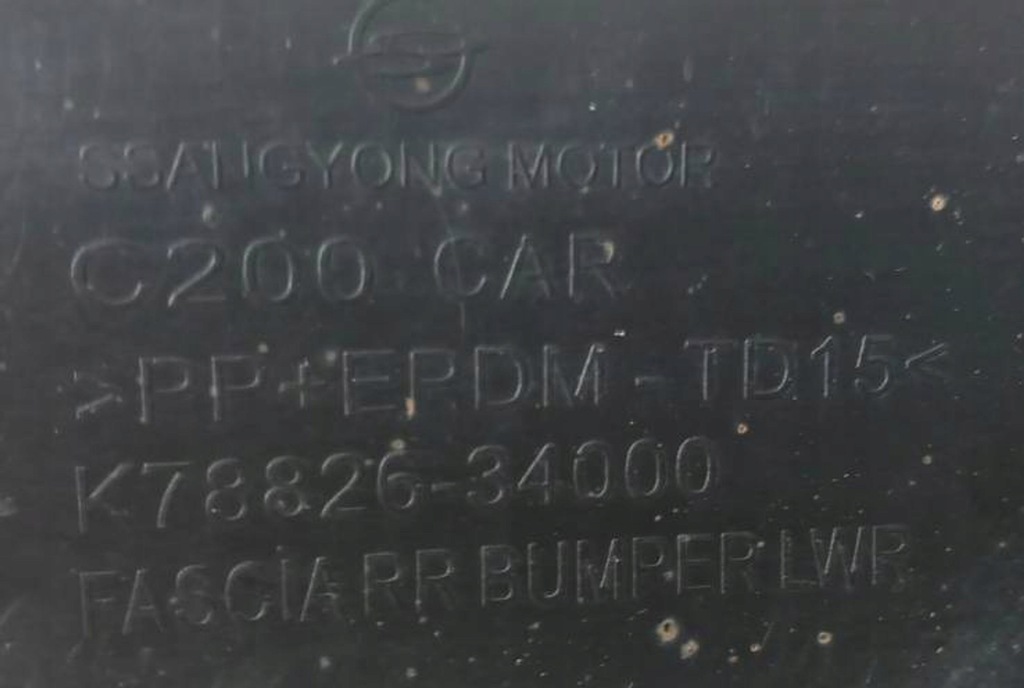 SSANGYONG MOTOR
C200 CAR
>PP+EPDM-TD15<
K78826-34000
FASCIA RR BUMPER LWR